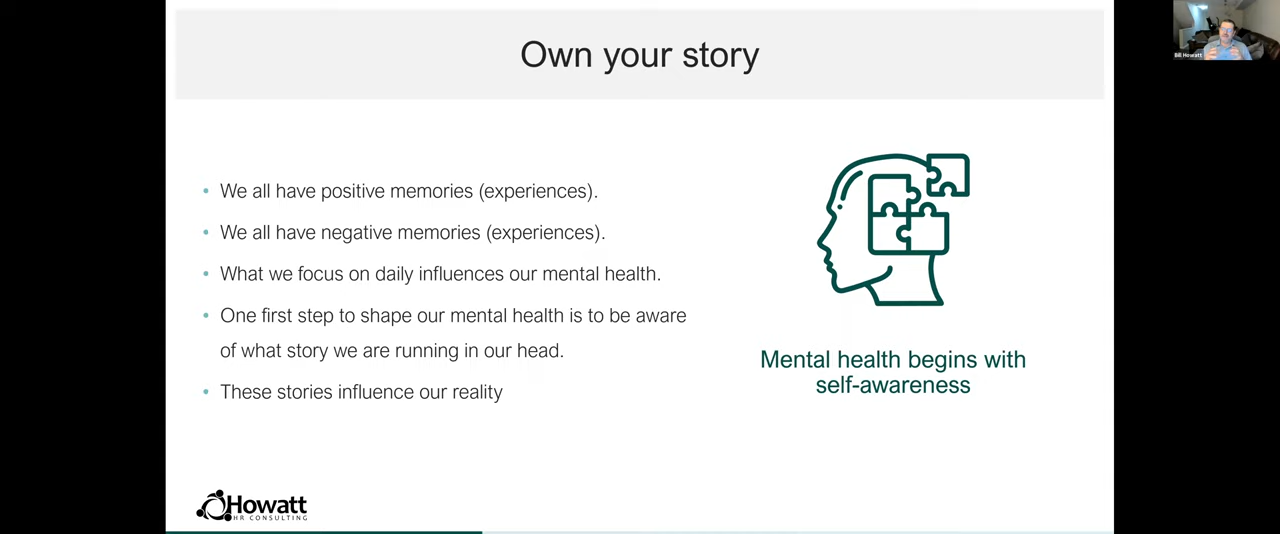 Own your story
Bill Howatt
• We all have positive memories (experiences).
• We all have negative memories (experiences).
• What we focus on daily influences our mental health.
• One first step to shape our mental health is to be aware
of what story we are running in our head.
• These stories influence our reality
Mental health begins with
self-awareness
Howatt
HR CONSULTING